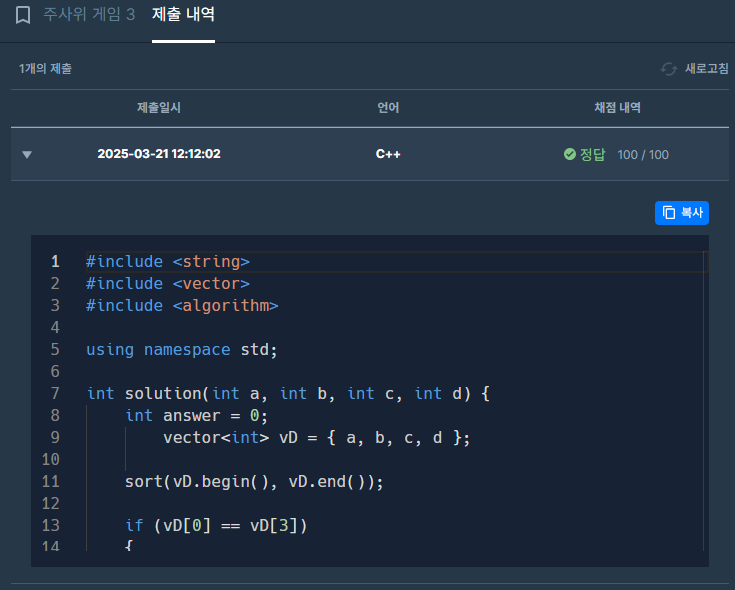 주사위 게임 3 제출 내역
1개의 제출 새로고침
제출일시 언어 채점 내역
2025-03-21 12:12:02 C++ 정답 100 / 100
복사
1 #include <string>
2 #include <vector>
3 #include <algorithm>
4
5 using namespace std;
6
7 int solution(int a, int b, int c, int d) {
8     int answer = 0;
9         vector<int> vD = { a, b, c, d };
10
11     sort(vD.begin(), vD.end());
12
13     if (vD[0] == vD[3])
14     {